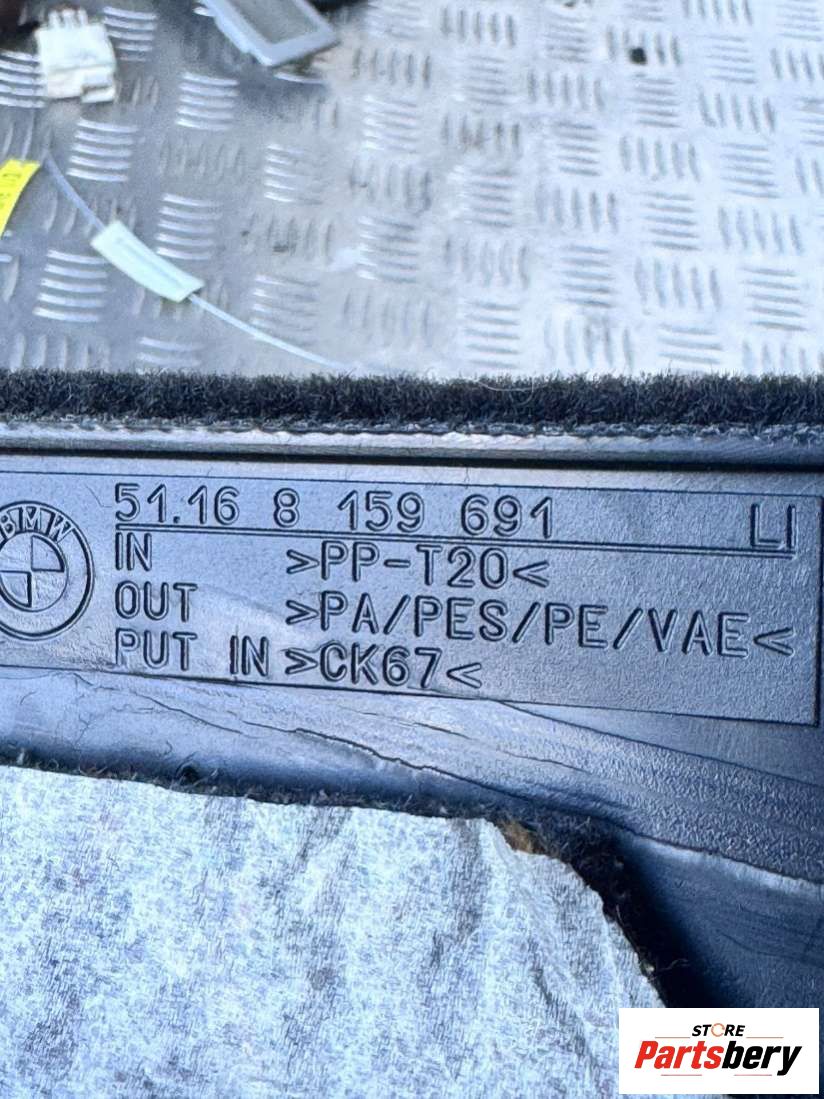 BMW
51.16 8 159 691 LI
IN >PP-T20<
OUT >PA/PES/PE/VAE<
PUT IN >CK67<
STORE
Partsbery